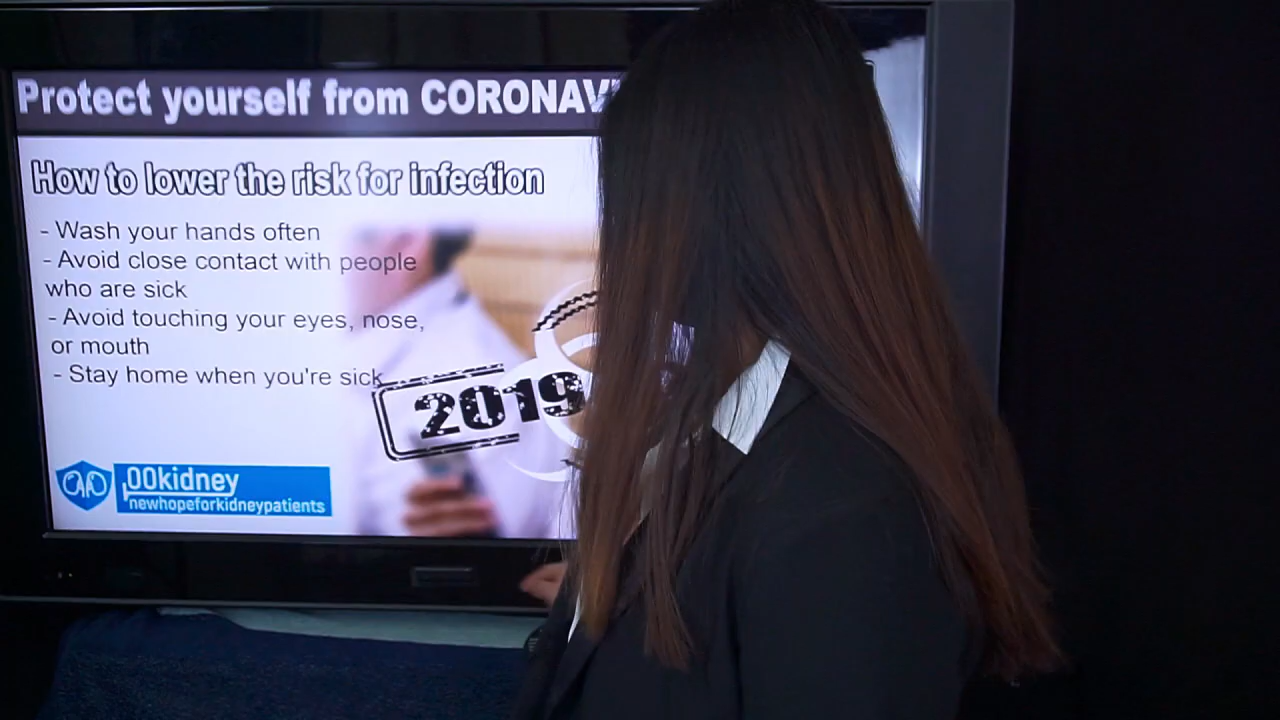 Protect yourself from CORONAV
How to lower the risk for infection
- Wash your hands often
- Avoid close contact with people
who are sick
- Avoid touching your eyes, nose,
or mouth
- Stay home when you're sick
2019
00kidney
newhopeforkidneypatients